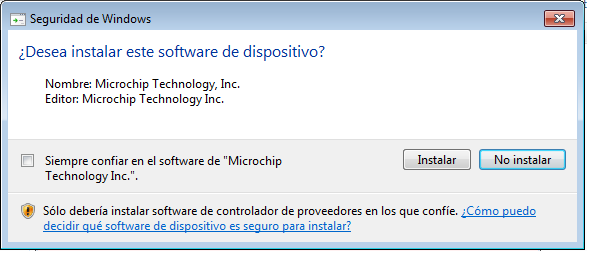 Seguridad de Windows
¿Desea instalar este software de dispositivo?
Nombre: Microchip Technology, Inc.
Editor: Microchip Technology Inc.
Siempre confiar en el software de "Microchip
Technology Inc.".
Instalar
No instalar
Sólo debería instalar software de controlador de proveedores en los que confíe. ¿Cómo puedo
decidir qué software de dispositivo es seguro para instalar?